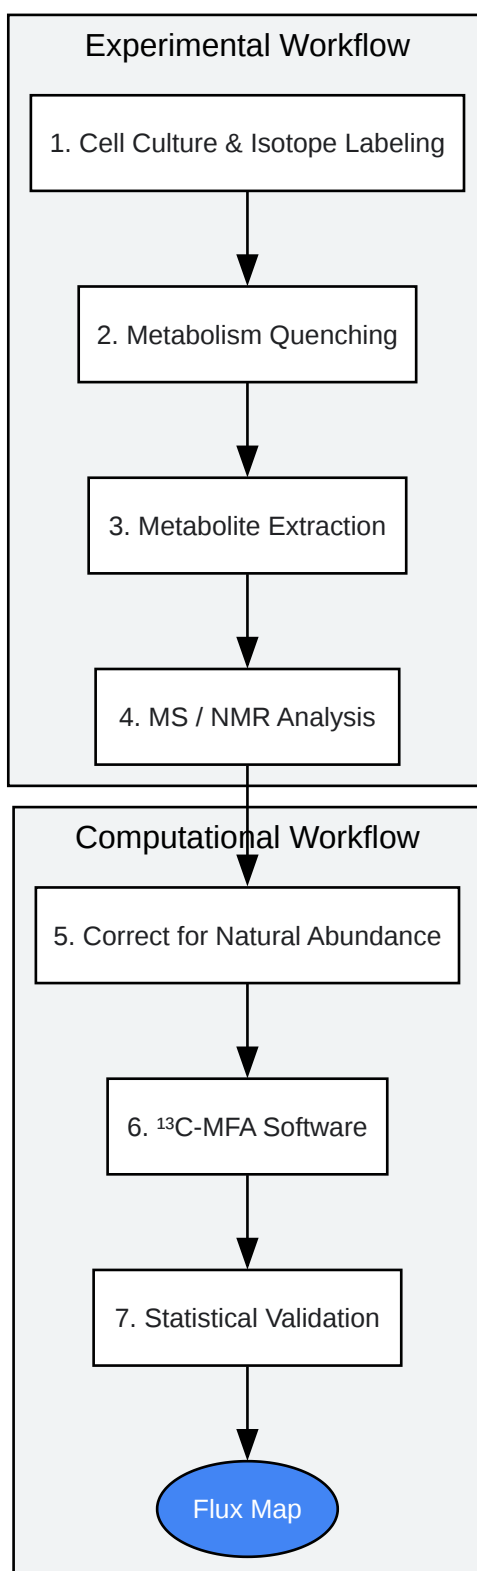 Experimental Workflow
1. Cell Culture & Isotope Labeling
2. Metabolism Quenching
3. Metabolite Extraction
4. MS / NMR Analysis
Computational Workflow
5. Correct for Natural Abundance
6. ¹³C-MFA Software
7. Statistical Validation
Flux Map